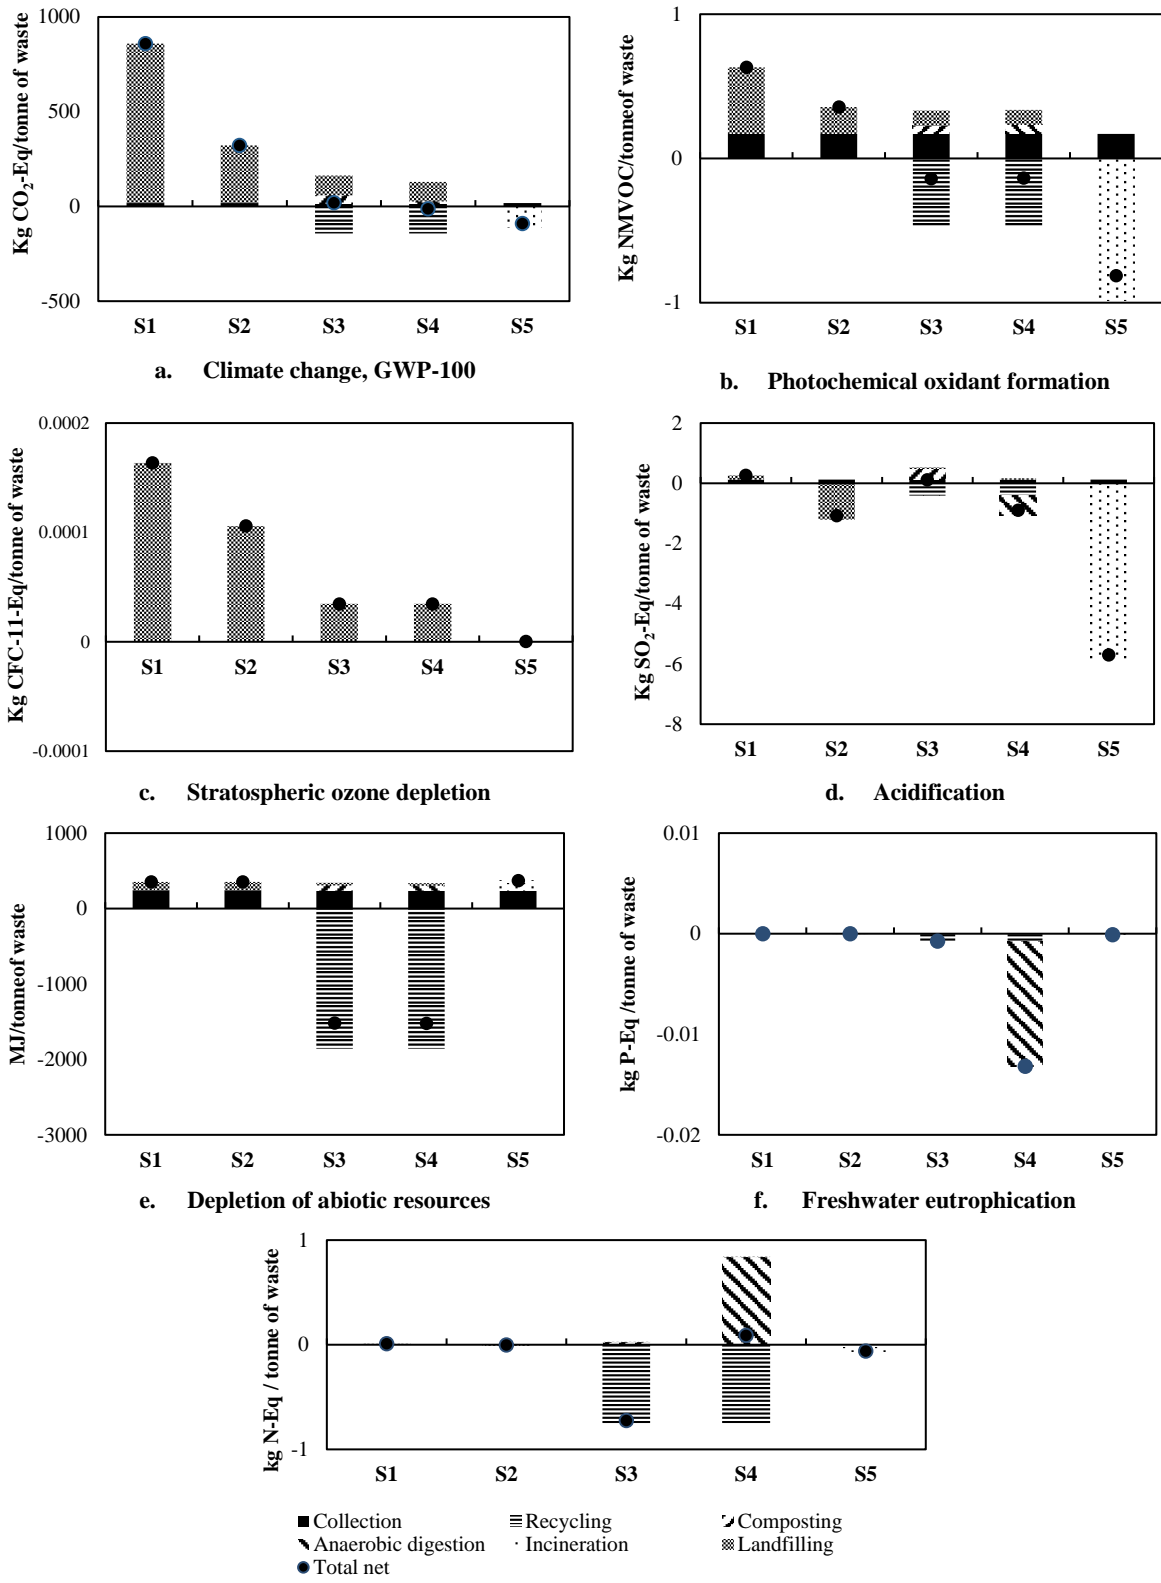 1000
500
0
-500
Kg CO₂-Eq/tonne of waste
S1 S2 S3 S4 S5
a. Climate change, GWP-100
1
0
-1
Kg NMVOC/tonneof waste
S1 S2 S3 S4 S5
b. Photochemical oxidant formation
0.0002
0.0001
0
-0.0001
Kg CFC-11-Eq/tonne of waste
S1 S2 S3 S4 S5
c. Stratospheric ozone depletion
2
0
-2
-4
-6
-8
Kg SO₂-Eq/tonne of waste
S1 S2 S3 S4 S5
d. Acidification
1000
0
-1000
-2000
-3000
MJ/tonneof waste
S1 S2 S3 S4 S5
e. Depletion of abiotic resources
0.01
0
-0.01
-0.02
kg P-Eq /tonne of waste
S1 S2 S3 S4 S5
f. Freshwater eutrophication
1
0
-1
kg N-Eq / tonne of waste
S1 S2 S3 S4 S5
Collection Recycling Composting
Anaerobic digestion Incineration Landfilling
Total net